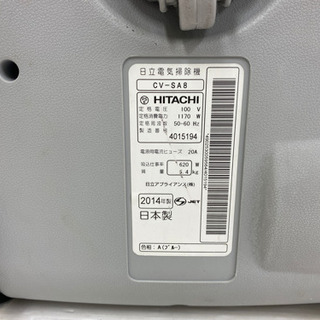 日立電気掃除機
CV-SA8
HITACHI
定格電圧 100 V
定格消費電力 1170 W
定格周波数 50-60 Hz
製造番号 4015194
電源用電流ヒューズ 20A
吸込仕事率 620 W
質量 5.4 kg
日立アプライアンス(株)
2014年製 JET
日本製
色相:A(ブルー)